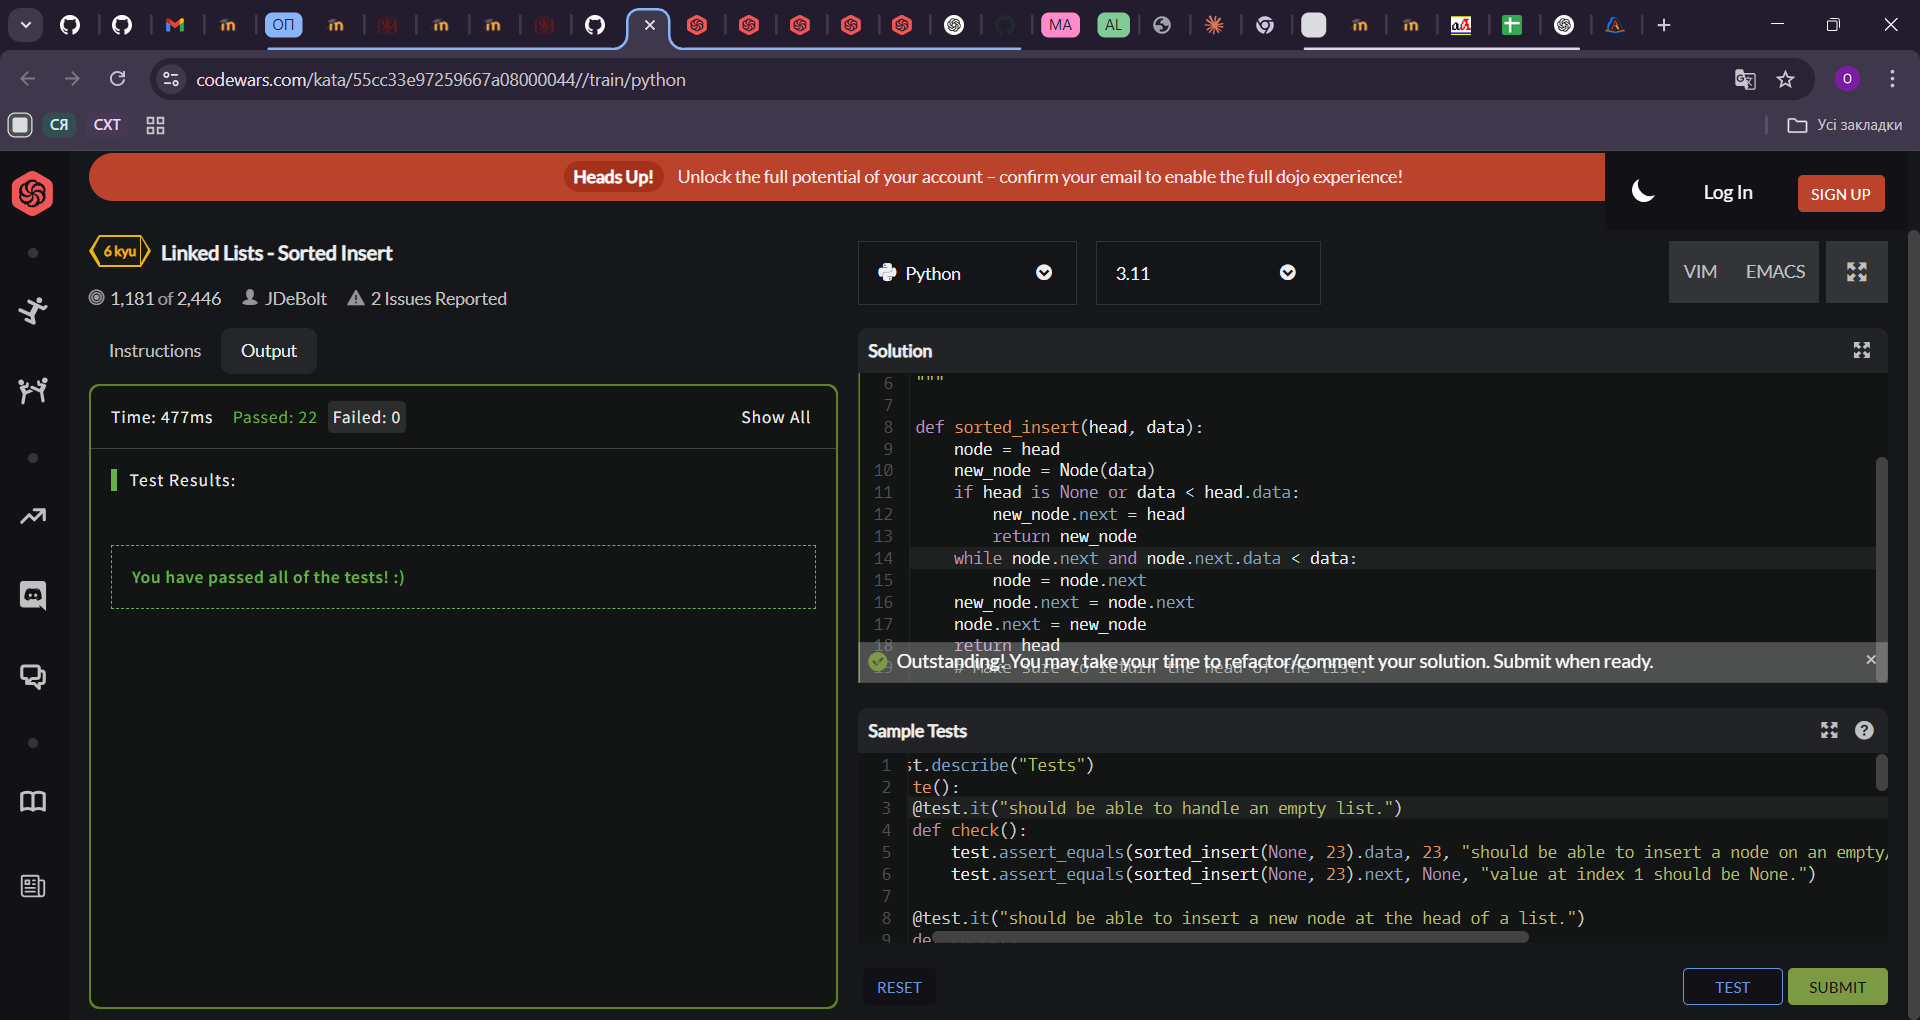 ОП
MA
AL
codewars.com/kata/55cc33e97259667a08000044//train/python
O
СЯ
СХТ
Усі закладки
Heads Up! Unlock the full potential of your account – confirm your email to enable the full dojo experience!
Log In
SIGN UP
6 kyu
Linked Lists - Sorted Insert
1,181 of 2,446
JDeBolt
2 Issues Reported
Python
3.11
VIM
EMACS
Instructions
Output
Time: 477ms Passed: 22 Failed: 0
Show All
Test Results:
You have passed all of the tests! :)
Solution
6 """
7
8 def sorted_insert(head, data):
9     node = head
10     new_node = Node(data)
11     if head is None or data < head.data:
12         new_node.next = head
13         return new_node
14     while node.next and node.next.data < data:
15         node = node.next
16     new_node.next = node.next
17     node.next = new_node
18     return head
19     # Make sure to return the head of the list.
Outstanding! You may take your time to refactor/comment your solution. Submit when ready.
Sample Tests
1 st.describe("Tests")
2 te():
3 @test.it("should be able to handle an empty list.")
4 def check():
5     test.assert_equals(sorted_insert(None, 23).data, 23, "should be able to insert a node on an empty/
6     test.assert_equals(sorted_insert(None, 23).next, None, "value at index 1 should be None.")
7
8 @test.it("should be able to insert a new node at the head of a list.")
9 de
RESET
TEST
SUBMIT